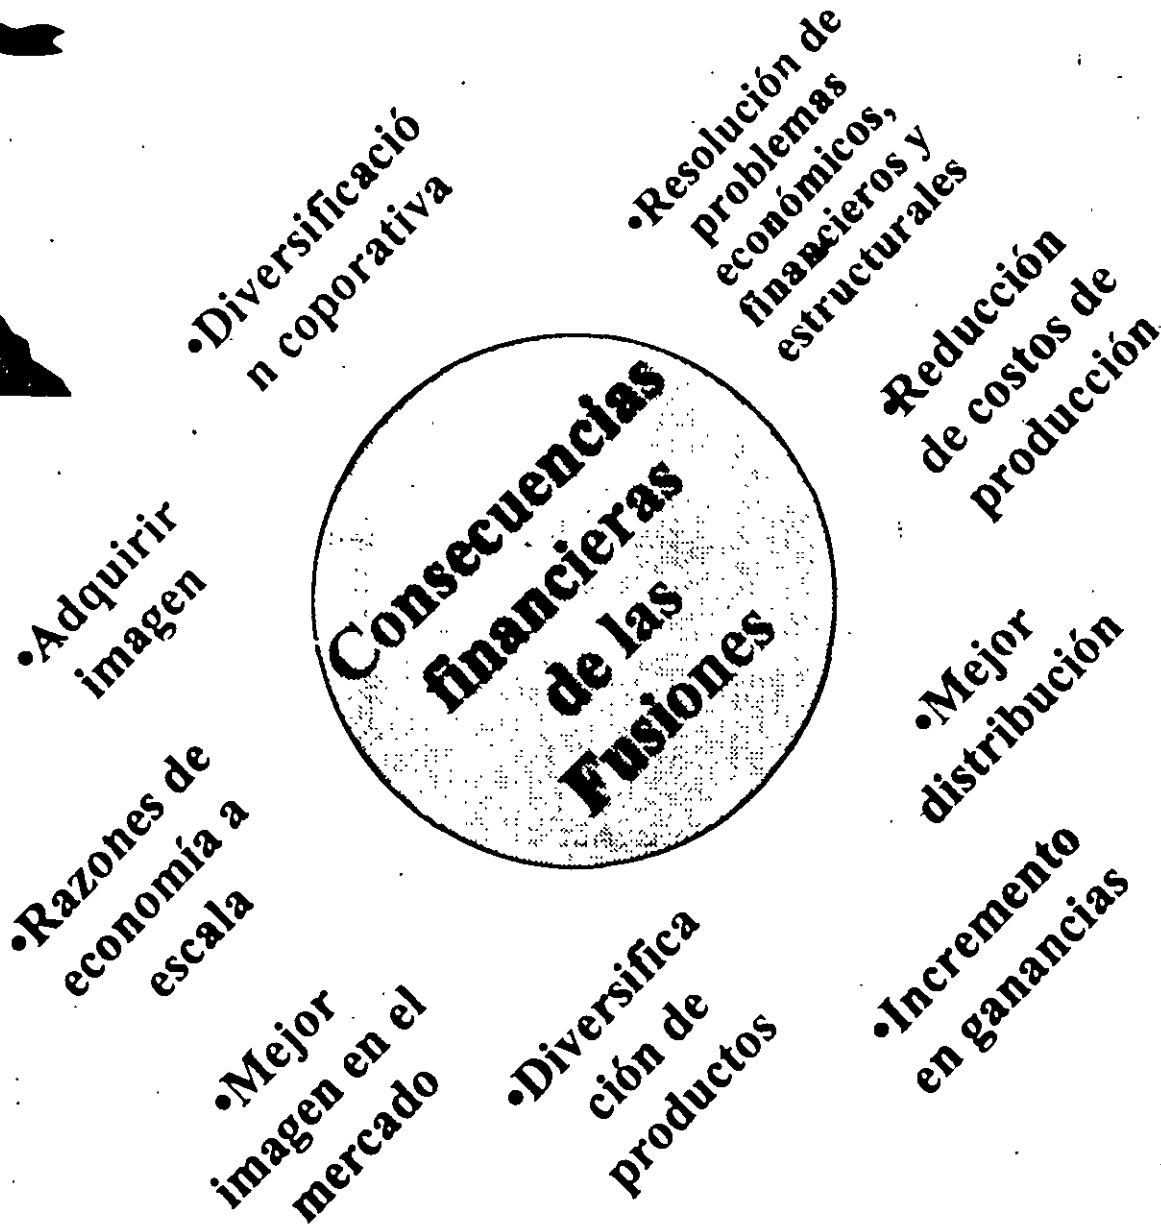 •Diversificació
n coporativa
•Resolución de
problemas
económicos,
financieros y
estructurales
•Reducción
de costos de
producción
Consecuencias
financieras
de las
Fusiones
•Adquirir
imagen
•Mejor
distribución
•Razones de
economía a
escala
•Incremento
en ganancias
•Mejor
imagen en el
mercado
•Diversifica
ción de
productos